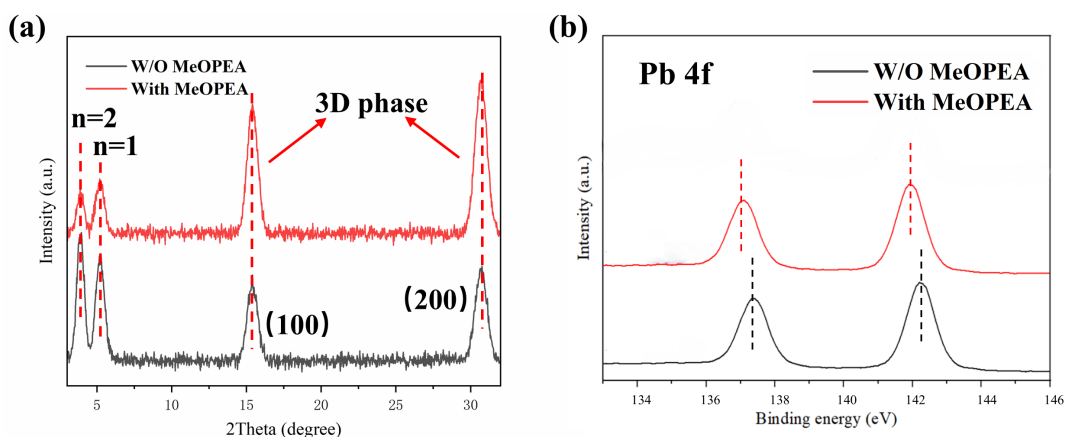 (a)
W/O MeOPEA
With MeOPEA
n=2
n=1
3D phase
(200)
(100)
Intensity (a.u.)
5 10 15 20 25 30
2Theta (degree)
(b)
Pb 4f
W/O MeOPEA
With MeOPEA
Intensity (a.u.)
134 136 138 140 142 144 146
Binding energy (eV)